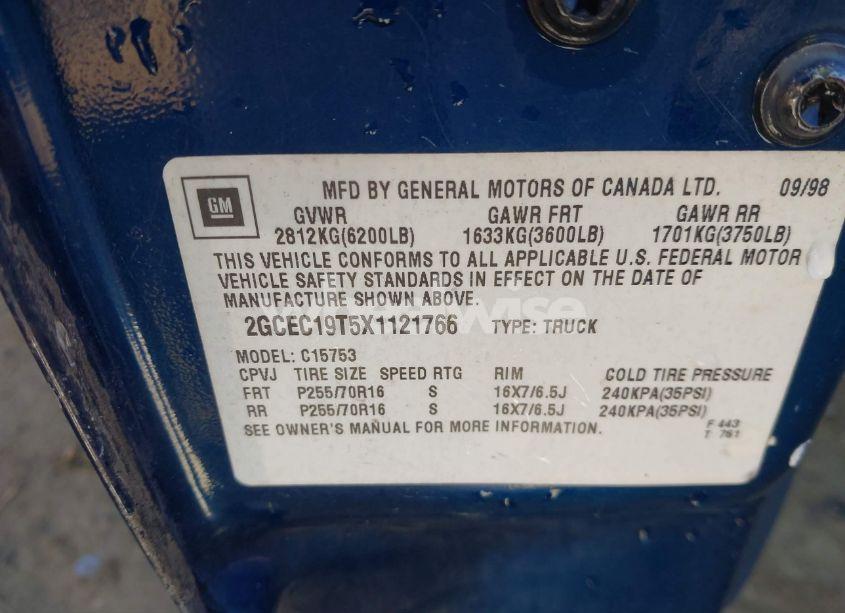 GM
MFD BY GENERAL MOTORS OF CANADA LTD. 09/98
GVWR GAWR FRT GAWR RR
2812KG(6200LB) 1633KG(3600LB) 1701KG(3750LB)
THIS VEHICLE CONFORMS TO ALL APPLICABLE U.S. FEDERAL MOTOR
VEHICLE SAFETY STANDARDS IN EFFECT ON THE DATE OF
MANUFACTURE SHOWN ABOVE.
2GCEC19T5X1121766 TYPE: TRUCK
MODEL: C15753
CPVJ TIRE SIZE SPEED RTG RIM COLD TIRE PRESSURE
FRT P255/70R16 S 16X7/6.5J 240KPA(35PSI)
RR P255/70R16 S 16X7/6.5J 240KPA(35PSI)
SEE OWNER'S MANUAL FOR MORE INFORMATION.
F 443
T 761